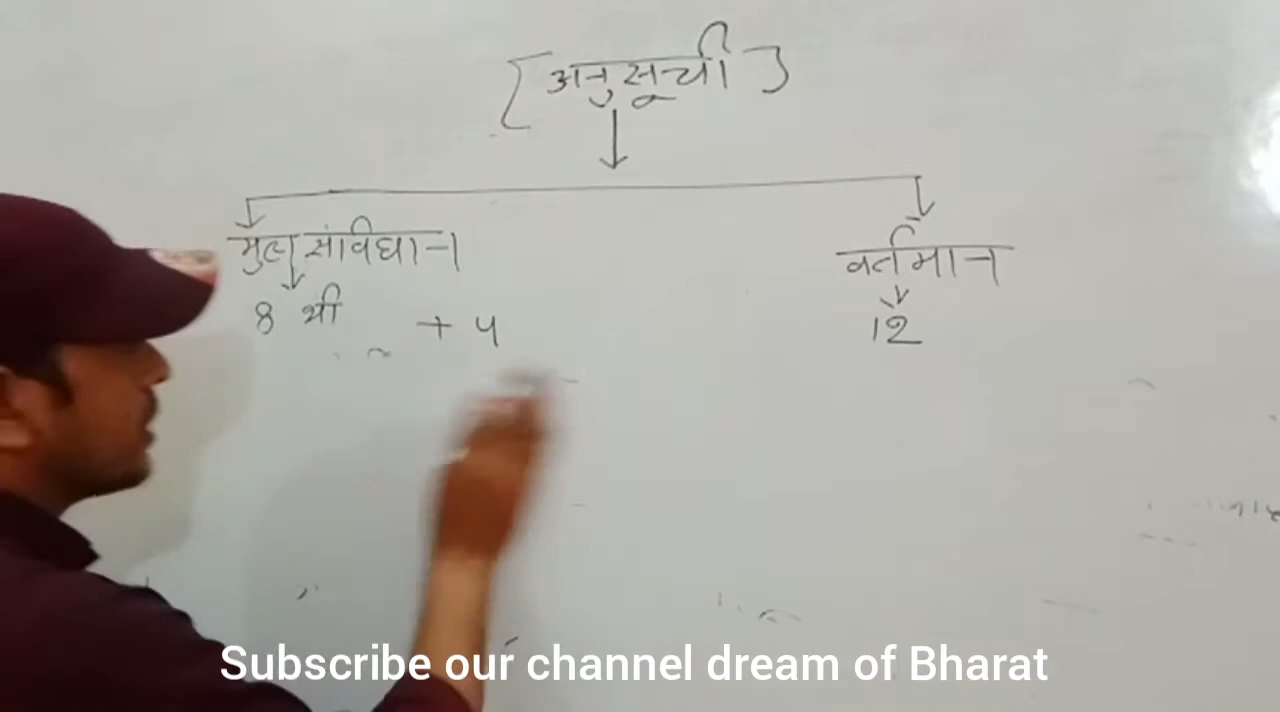 [अनुसूची]
मुल संविधान
वर्तमान
8 थी + 4
12
Subscribe our channel dream of Bharat